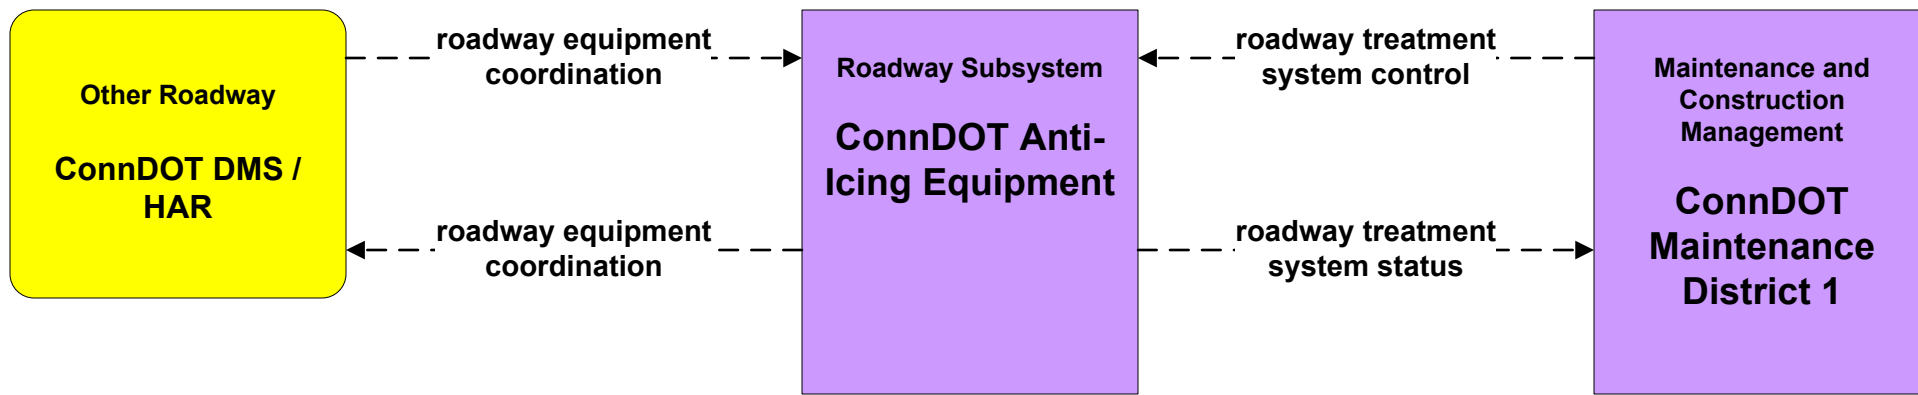 Other Roadway
ConnDOT DMS /
HAR
roadway equipment
coordination
roadway equipment
coordination
Roadway Subsystem
ConnDOT Anti-
Icing Equipment
roadway treatment
system control
roadway treatment
system status
Maintenance and
Construction
Management
ConnDOT
Maintenance
District 1